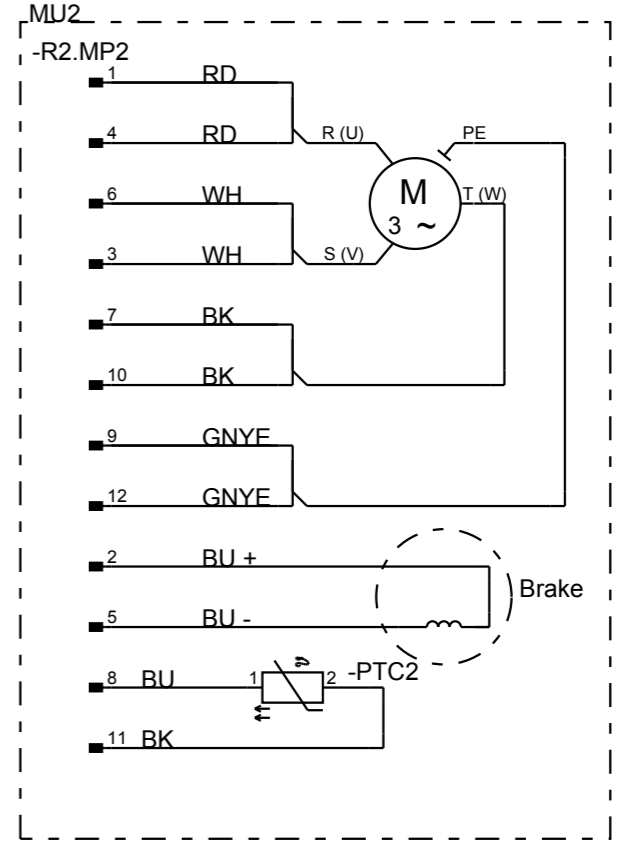 MU2
-R2.MP2
1 RD
4 RD R (U) PE
6 WH M T (W)
3 ~
3 WH S (V)
7 BK
10 BK
9 GNYE
12 GNYE
2 BU +
Brake
5 BU -
8 BU 1 ϑ 2 -PTC2
11 BK